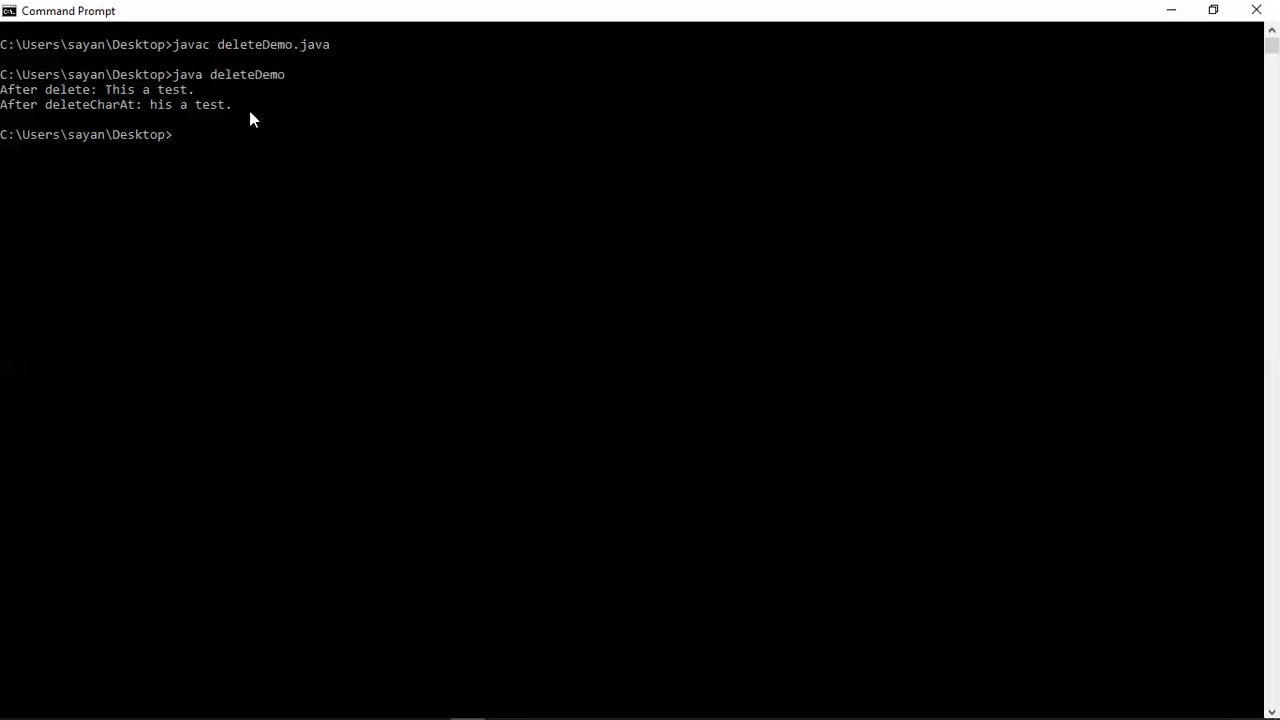 Command Prompt
C:\Users\sayan\Desktop>javac deleteDemo.java
C:\Users\sayan\Desktop>java deleteDemo
After delete: This a test.
After deleteCharAt: his a test.
C:\Users\sayan\Desktop>